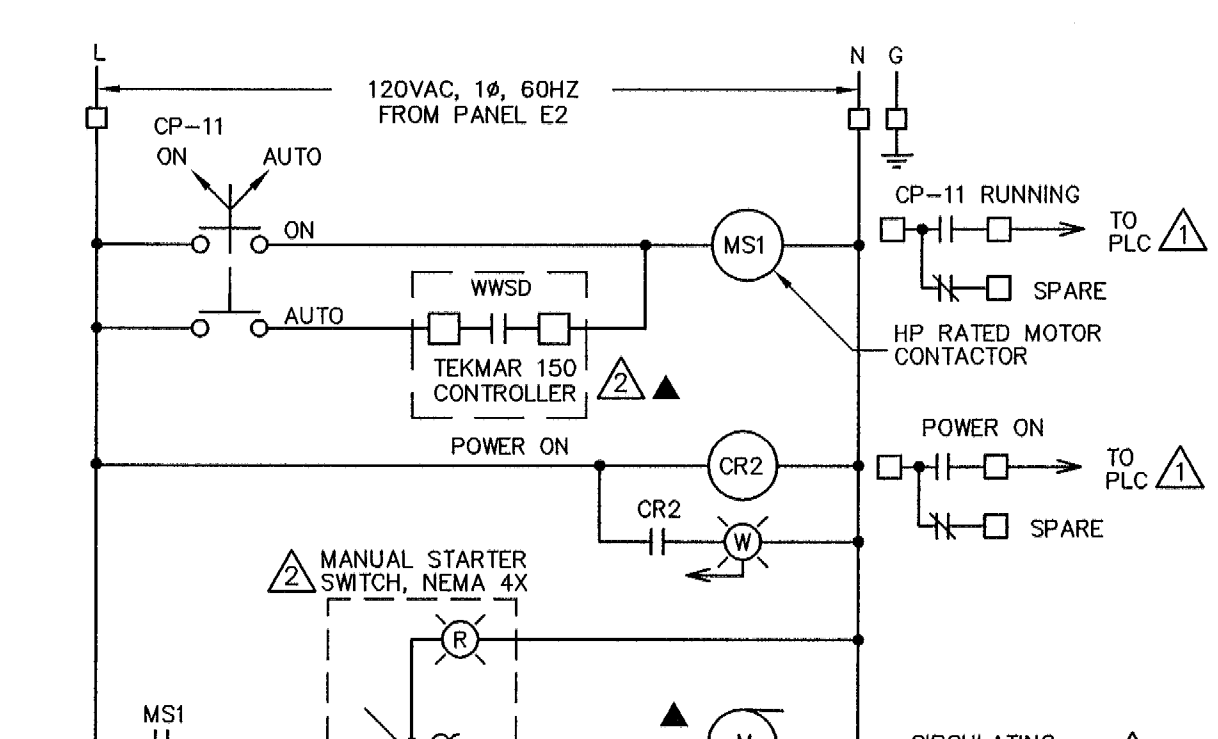 L
N G
120VAC, 1ø, 60HZ
FROM PANEL E2
CP-11
ON AUTO
ON
MS1
CP-11 RUNNING
TO
PLC 1
SPARE
AUTO
WWSD
TEKMAR 150
CONTROLLER
2
HP RATED MOTOR
CONTACTOR
POWER ON
CR2
POWER ON
TO
PLC 1
SPARE
CR2
W
2
MANUAL STARTER
SWITCH, NEMA 4X
R
MS1